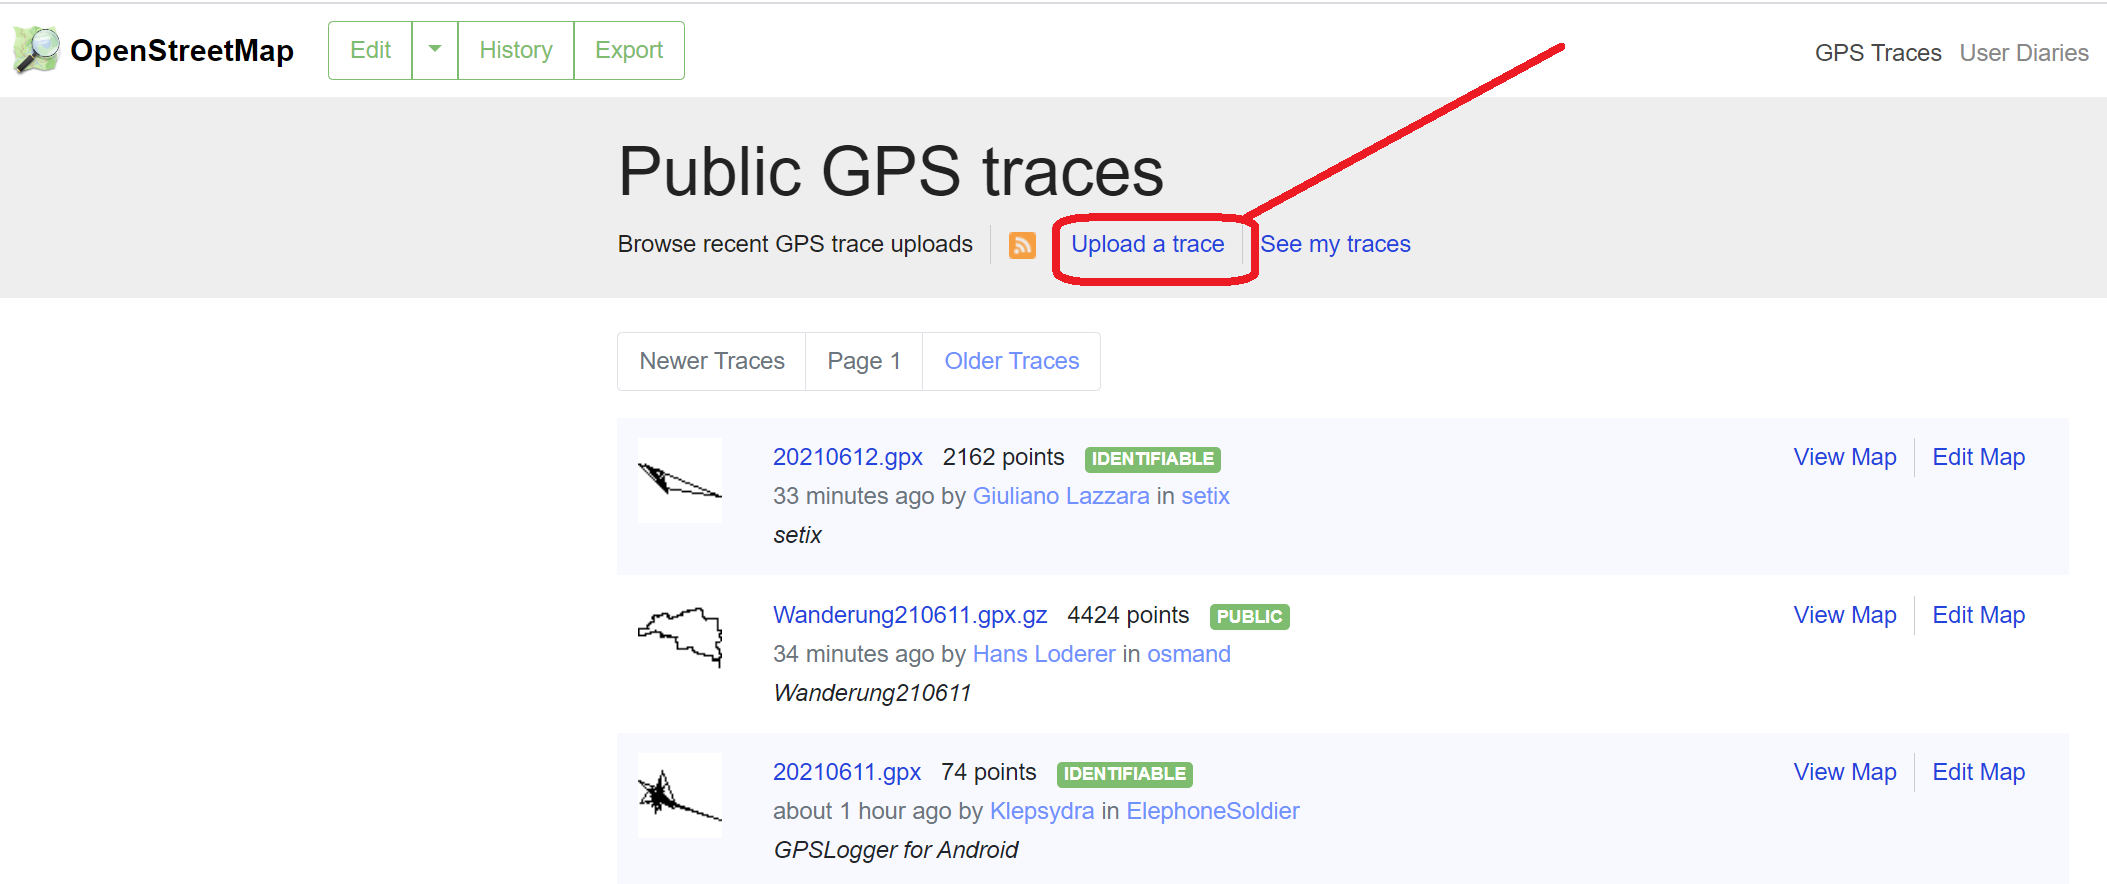 OpenStreetMap Edit History Export GPS Traces User Diaries
Public GPS traces
Browse recent GPS trace uploads Upload a trace See my traces
Newer Traces Page 1 Older Traces
20210612.gpx 2162 points IDENTIFIABLE View Map Edit Map
33 minutes ago by Giuliano Lazzara in setix
setix
Wanderung210611.gpx.gz 4424 points PUBLIC View Map Edit Map
34 minutes ago by Hans Loderer in osmand
Wanderung210611
20210611.gpx 74 points IDENTIFIABLE View Map Edit Map
about 1 hour ago by Klepsydra in ElephoneSoldier
GPSLogger for Android